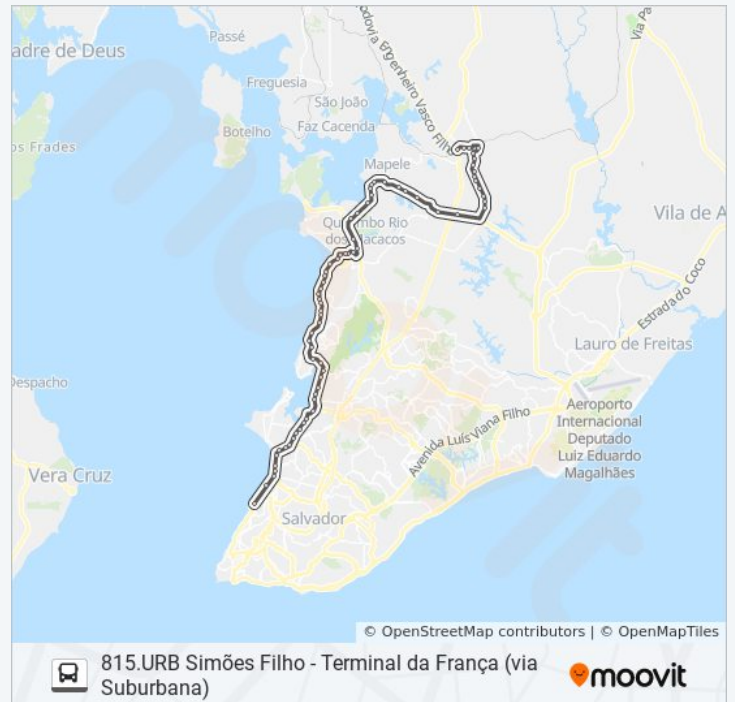 adre de Deus
Passé
Rodovia Engenheiro Vasco Filho
Via Pa
Freguesia
São João
Faz Cacenda
Botelho
os Frades
Mapele
Quilombo Rio
dos Macacos
Vila de A
Estrada do Coco
Lauro de Freitas
Despacho
Aeroporto
Internacional
Deputado
Luiz Eduardo
Magalhães
Avenida Luís Viana Filho
Vera Cruz
Salvador
© OpenStreetMap contributors | © OpenMapTiles
815.URB Simões Filho - Terminal da França (via
Suburbana)
moovit